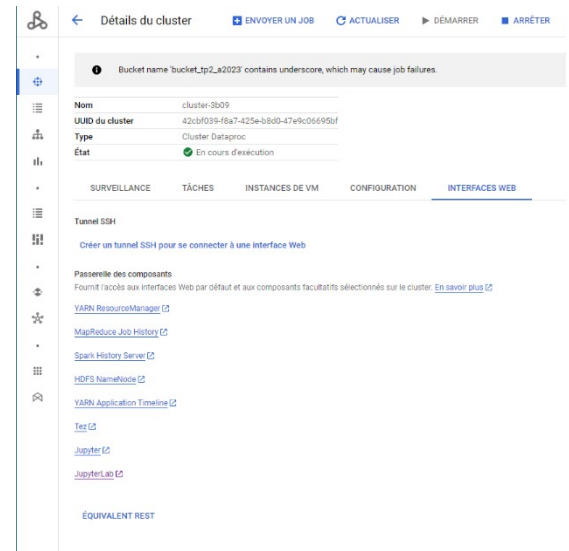 Détails du cluster ENVOYER UN JOB ACTUALISER DÉMARRER ARRÊTER
Bucket name 'bucket_tp2_a2023' contains underscore, which may cause job failures.
Nom cluster-3b09
UUID du cluster 42cbf039-f8a7-425e-b8d0-47e9c06695bf
Type Cluster Dataproc
État En cours d'exécution
SURVEILLANCE TÂCHES INSTANCES DE VM CONFIGURATION INTERFACES WEB
Tunnel SSH
Créer un tunnel SSH pour se connecter à une interface Web
Passerelle des composants
Fournit l'accès aux interfaces Web par défaut et aux composants facultatifs sélectionnés sur le cluster. En savoir plus
YARN ResourceManager
MapReduce Job History
Spark History Server
HDFS NameNode
YARN Application Timeline
Tez
Jupyter
JupyterLab
ÉQUIVALENT REST